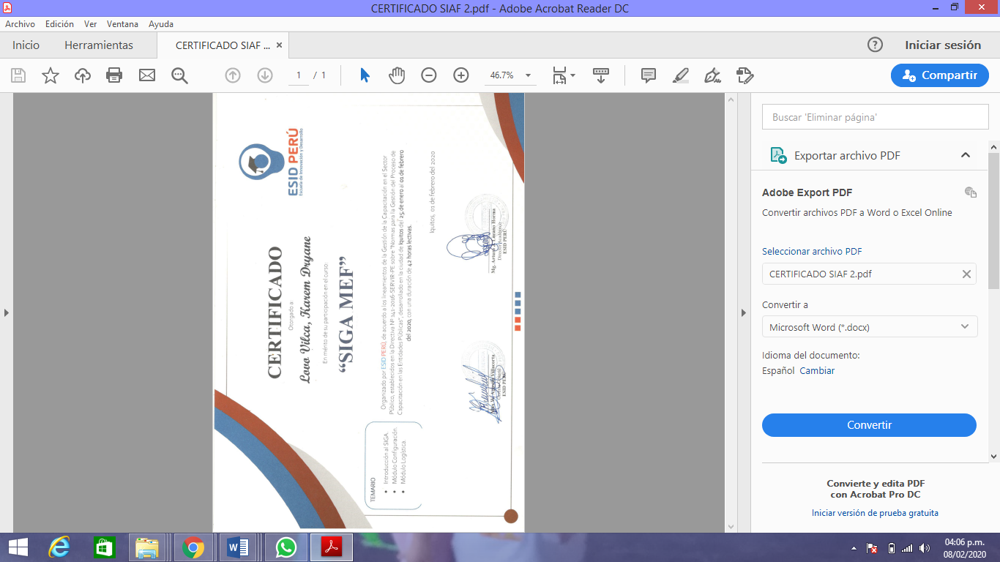 CERTIFICADO SIAF 2.pdf - Adobe Acrobat Reader DC
Archivo Edición Ver Ventana Ayuda
Inicio Herramientas CERTIFICADO SIAF ... × ? Iniciar sesión
1 / 1 46.7% Compartir
ESID PERÚ
Escuela de Innovación y Desarrollo
CERTIFICADO
Otorgado a:
Lovo Vilca, Karem Dryane
En mérito de su participación en el curso:
“SIGA MEF”
Organizado por ESID PERÚ, de acuerdo a los lineamientos de la Gestión de la Capacitación en el Sector
Público, establecidos en la Directiva Nº 141-2016-SERVIR-PE sobre "Normas para la Gestión del Proceso de
Capacitación en las Entidades Públicas", desarrollado en la ciudad de Iquitos del 25 de enero al 01 de febrero
del 2020, con una duración de 42 horas lectivas.
Iquitos, 01 de febrero del 2020
TEMARIO
• Introducción al SIGA.
• Módulo Configuración.
• Módulo Logística.
Villacorta
ESID PERÚ
Mg. Arturo Lozano Horna
Director Académico
ESID PERÚ
Buscar 'Eliminar página'
Exportar archivo PDF
Adobe Export PDF
Convertir archivos PDF a Word o Excel Online
Seleccionar archivo PDF
CERTIFICADO SIAF 2.pdf
Convertir a
Microsoft Word (*.docx)
Idioma del documento:
Español Cambiar
Convertir
Convierte y edita PDF
con Acrobat Pro DC
Iniciar versión de prueba gratuita
04:06 p.m.
08/02/2020